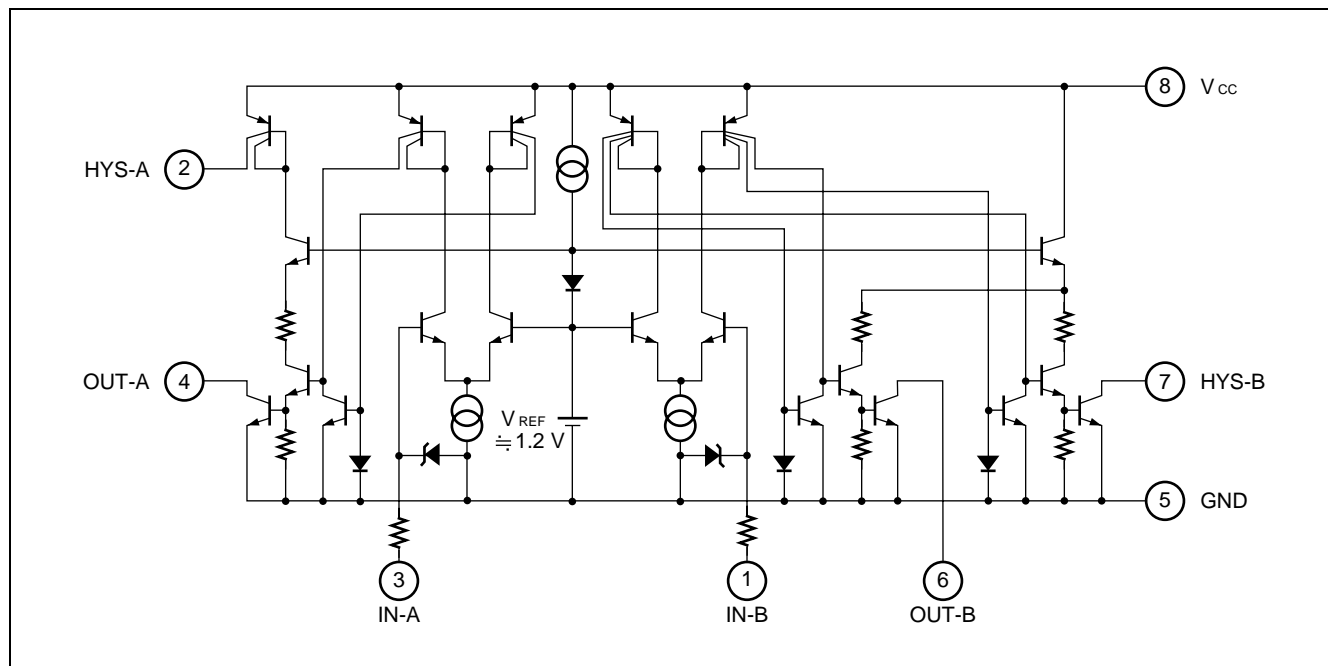 8 VCC
HYS-A 2
OUT-A 4
VREF
≒1.2 V
7 HYS-B
5 GND
3
IN-A
1
IN-B
6
OUT-B